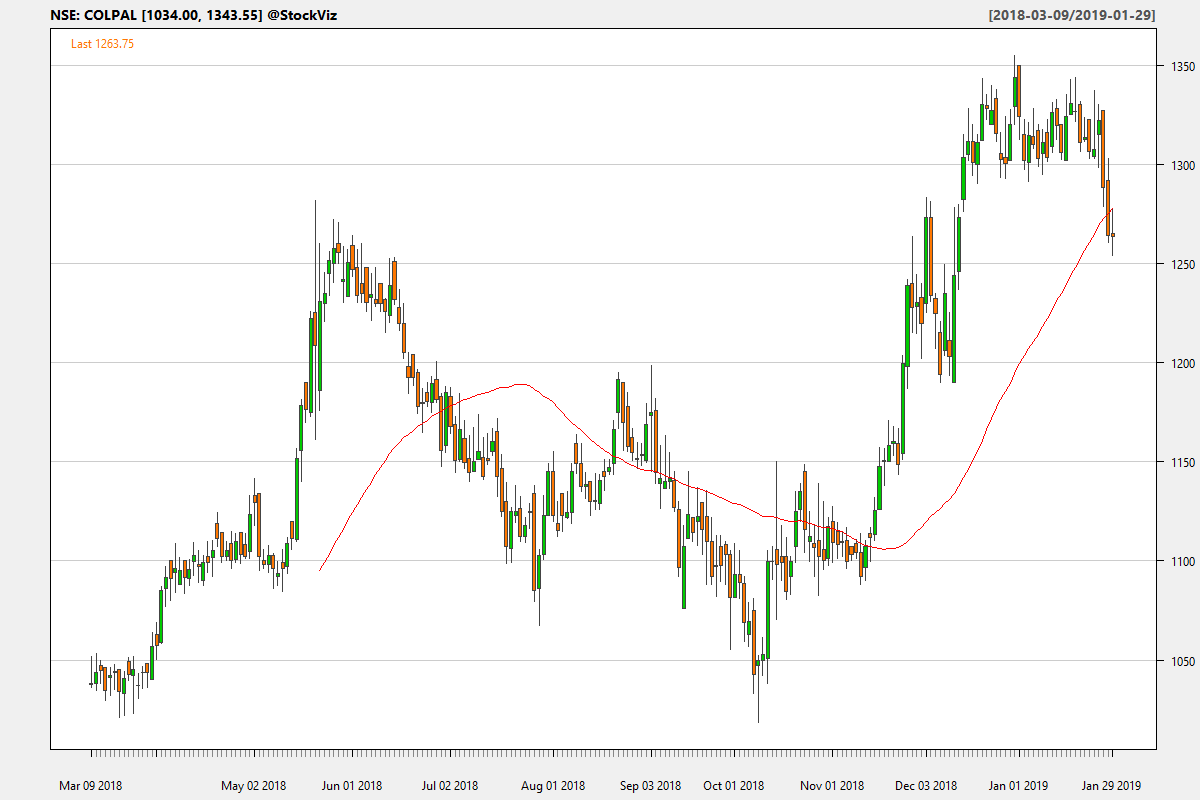 NSE: COLPAL [1034.00, 1343.55] @StockViz [2018-03-09/2019-01-29]
Last 1263.75
1350
1300
1250
1200
1150
1100
1050
Mar 09 2018 May 02 2018 Jun 01 2018 Jul 02 2018 Aug 01 2018 Sep 03 2018 Oct 01 2018 Nov 01 2018 Dec 03 2018 Jan 01 2019 Jan 29 2019